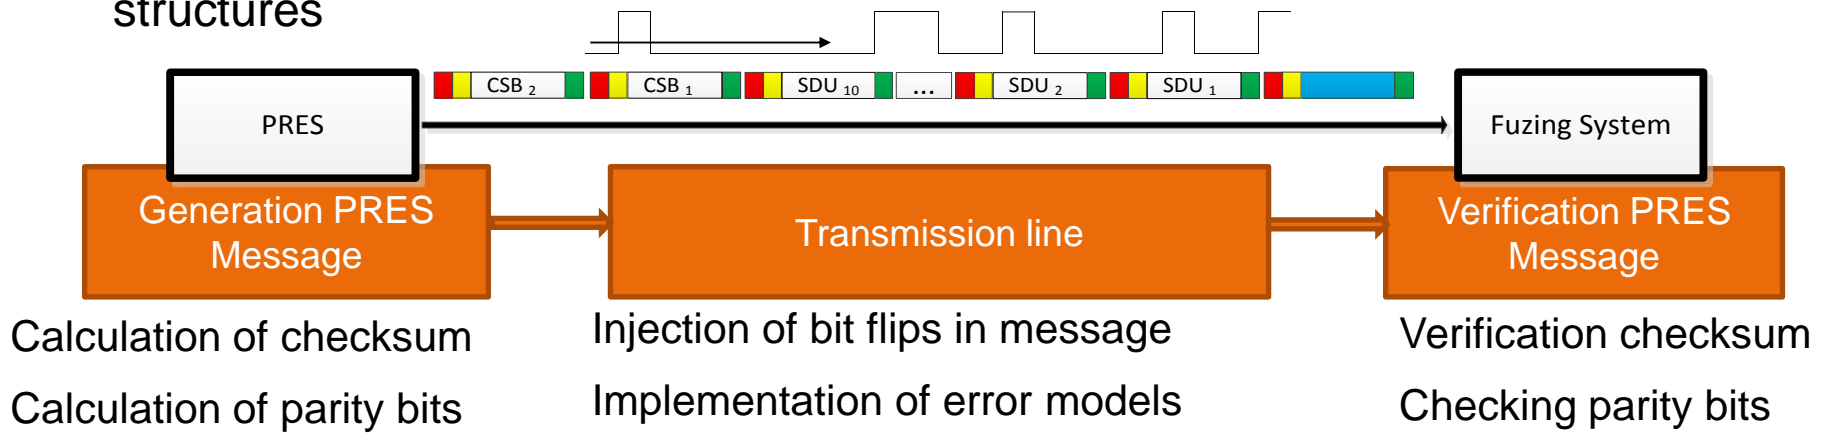 structures
CSB 2
CSB 1
SDU 10
...
SDU 2
SDU 1
PRES
Fuzing System
Generation PRES
Message
Transmission line
Verification PRES
Message
Calculation of checksum
Calculation of parity bits
Injection of bit flips in message
Implementation of error models
Verification checksum
Checking parity bits